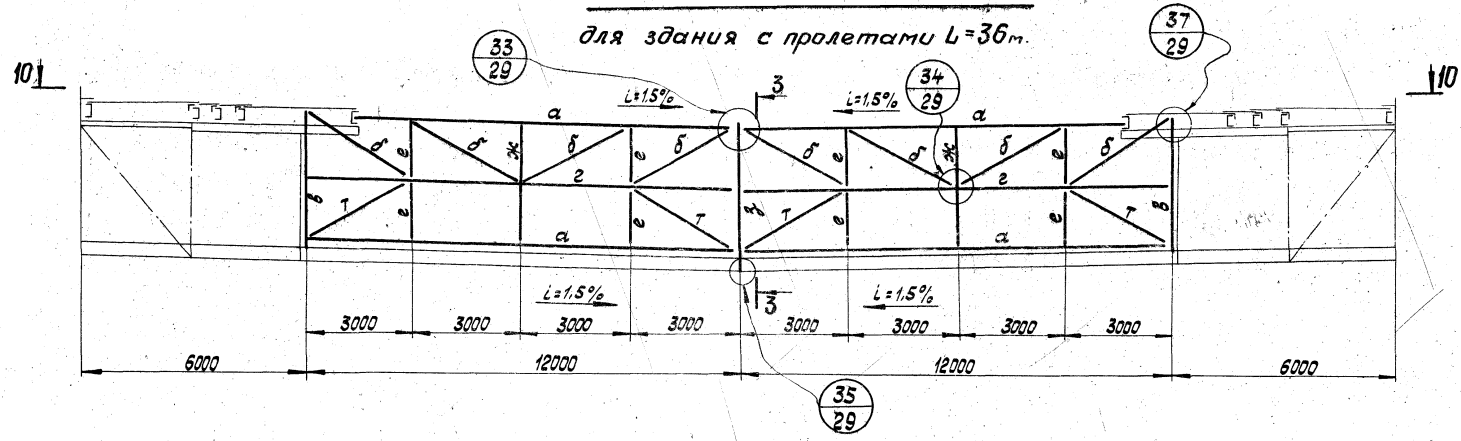 для здания с пролетами L=36м.
33
29
37
29
34
29
10
10
3
i=1.5%
i=1.5%
а
а
б
е
б
ж
б
е
б
б
е
б
ж
б
е
б
г
г
в
т
е
е
т
з
т
е
е
т
в
а
а
i=1,5%
3
i=1.5%
3000
3000
3000
3000
3000
3000
3000
3000
6000
12000
12000
6000
35
29